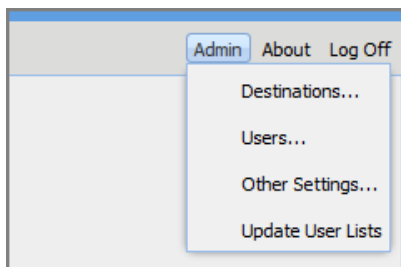 Admin About Log Off
Destinations...
Users...
Other Settings...
Update User Lists